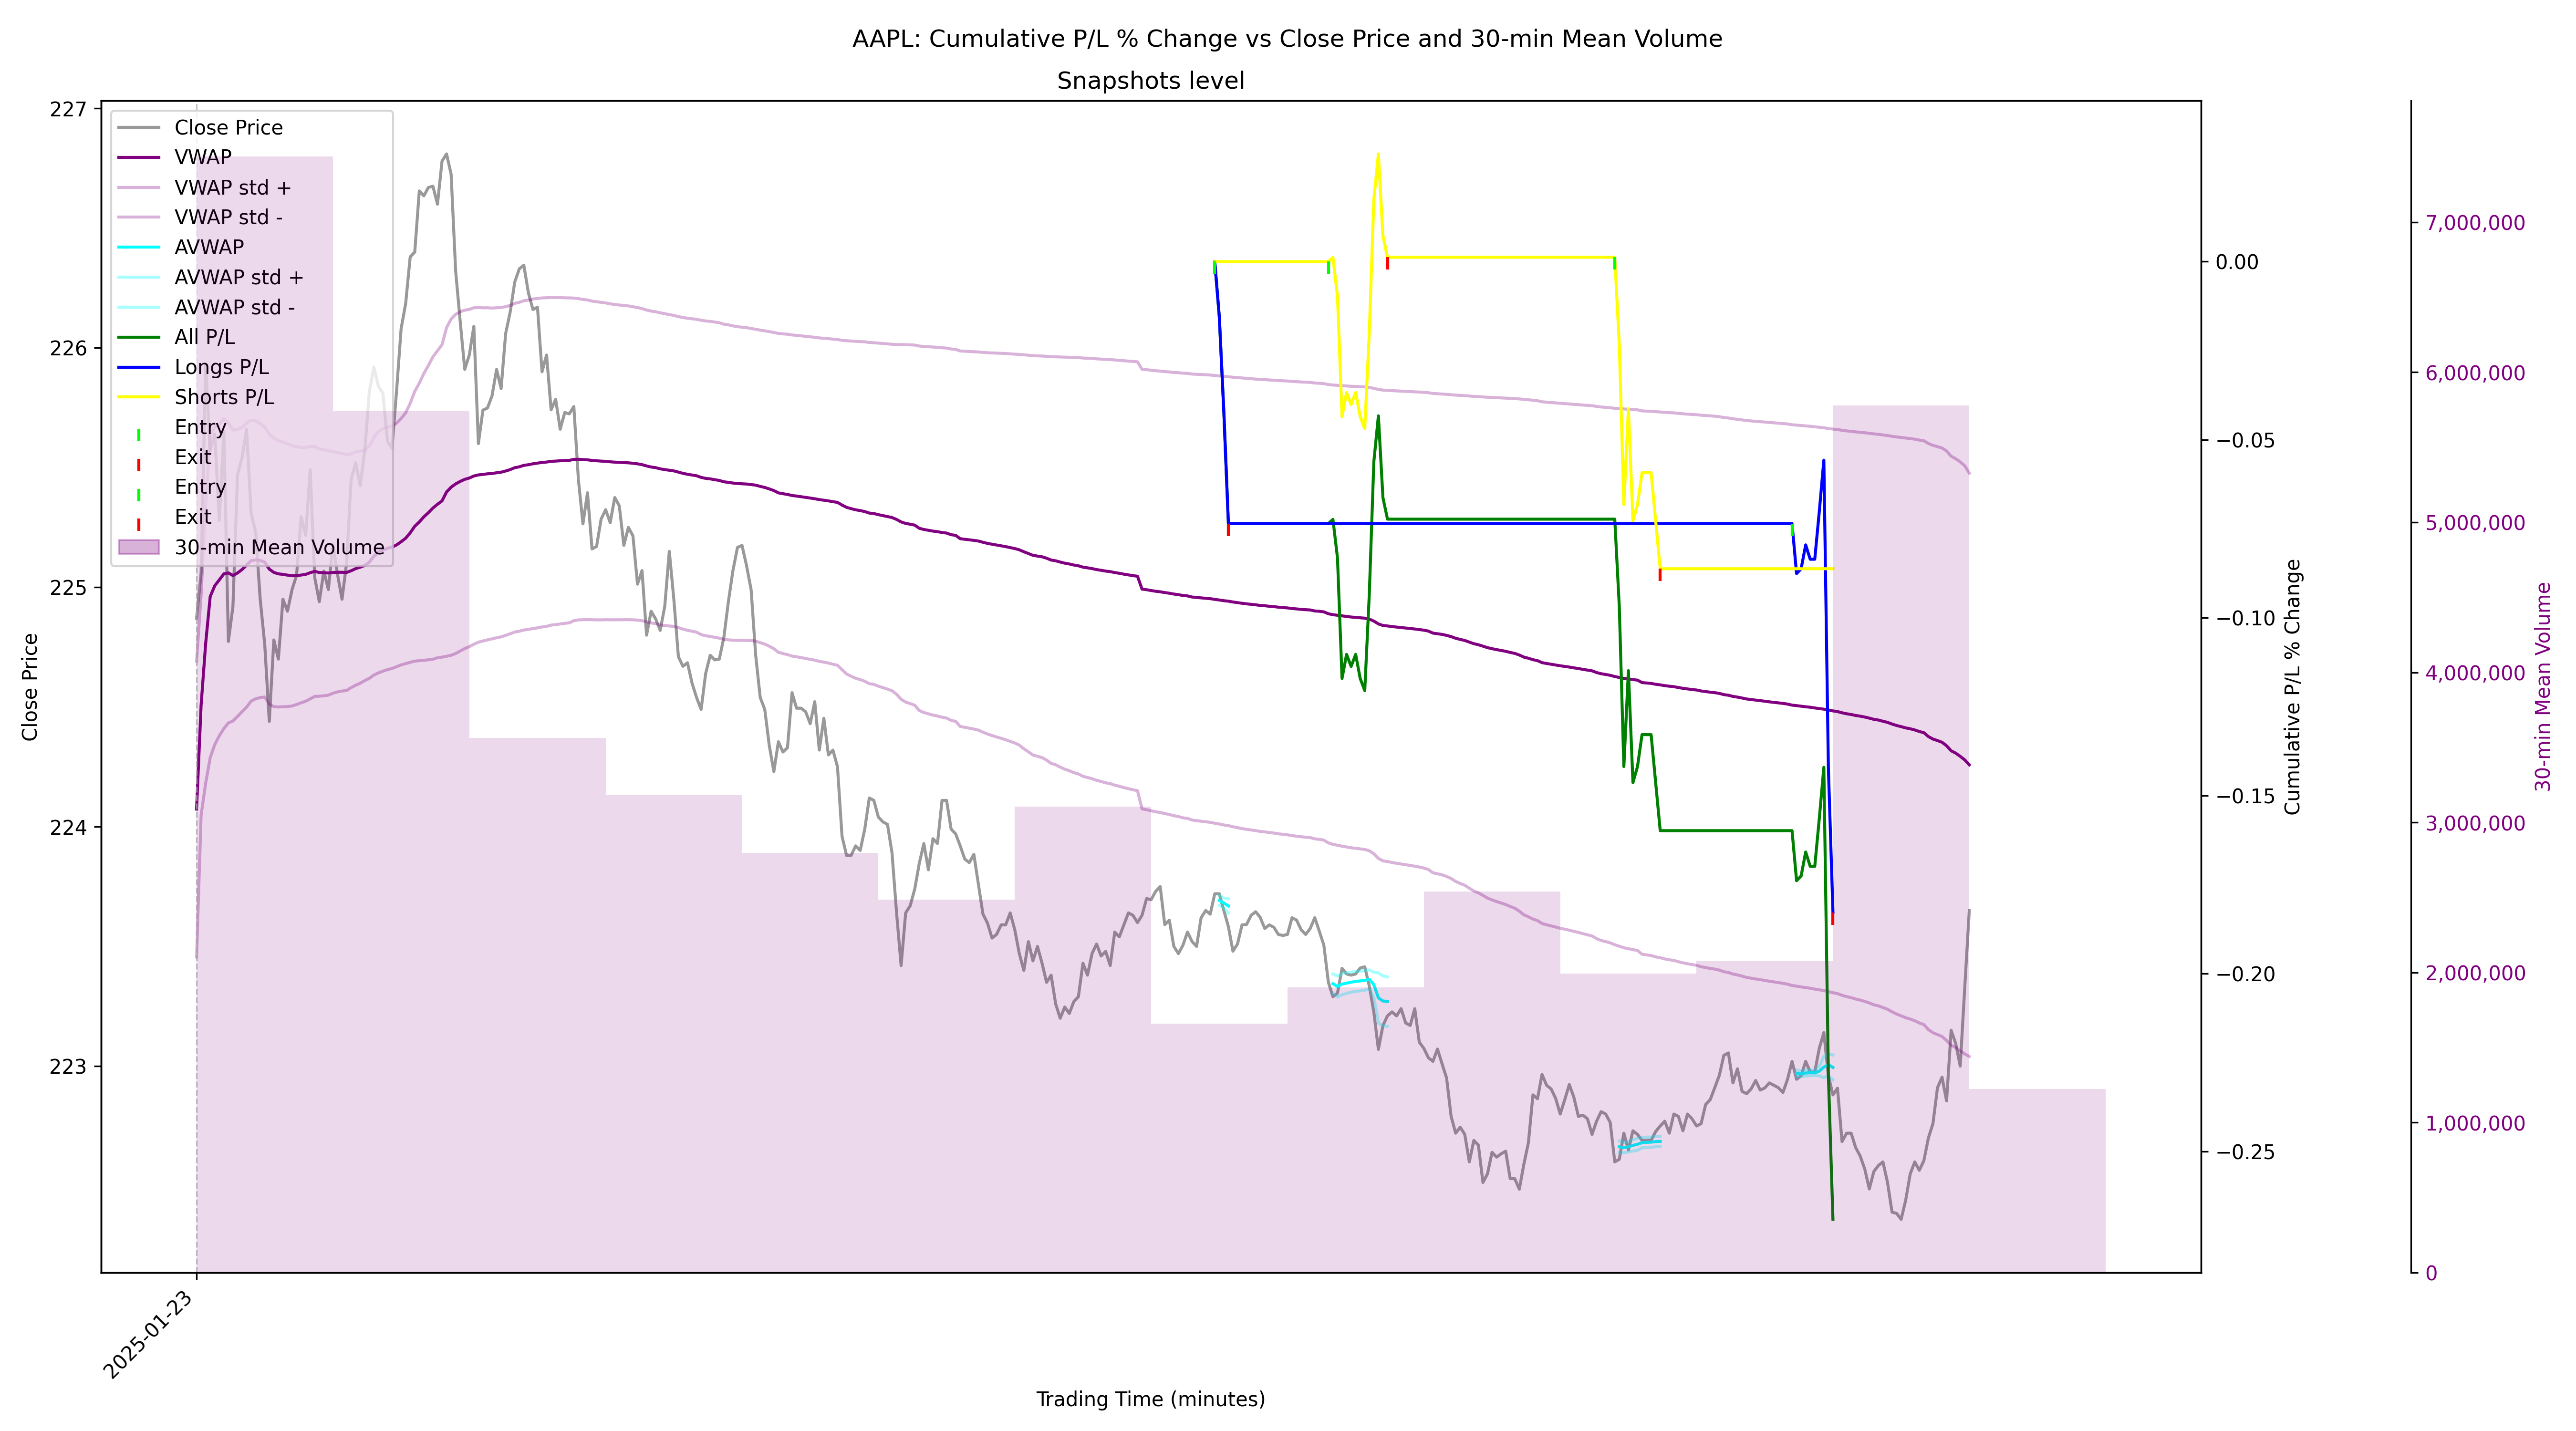 AAPL: Cumulative P/L % Change vs Close Price and 30-min Mean Volume
Snapshots level
Close Price
VWAP
VWAP std +
VWAP std -
AVWAP
AVWAP std +
AVWAP std -
All P/L
Longs P/L
Shorts P/L
Entry
Exit
Entry
Exit
30-min Mean Volume
227
226
225
224
223
Close Price
0.00
−0.05
−0.10
−0.15
−0.20
−0.25
Cumulative P/L % Change
7,000,000
6,000,000
5,000,000
4,000,000
3,000,000
2,000,000
1,000,000
0
30-min Mean Volume
2025-01-23
Trading Time (minutes)